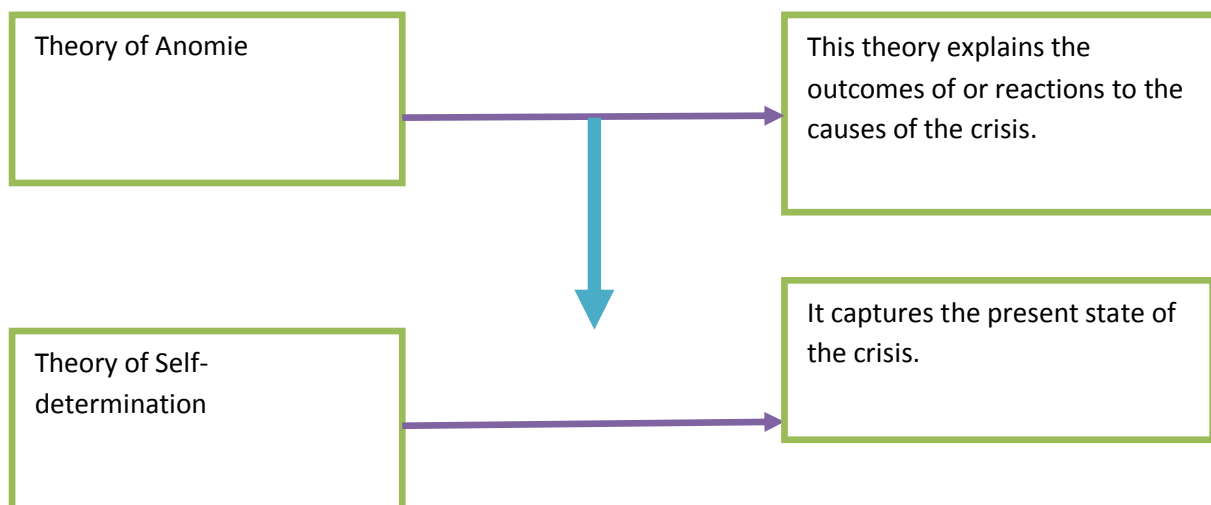 Theory of Anomie
This theory explains the
outcomes of or reactions to the
causes of the crisis.
Theory of Self-
determination
It captures the present state of
the crisis.